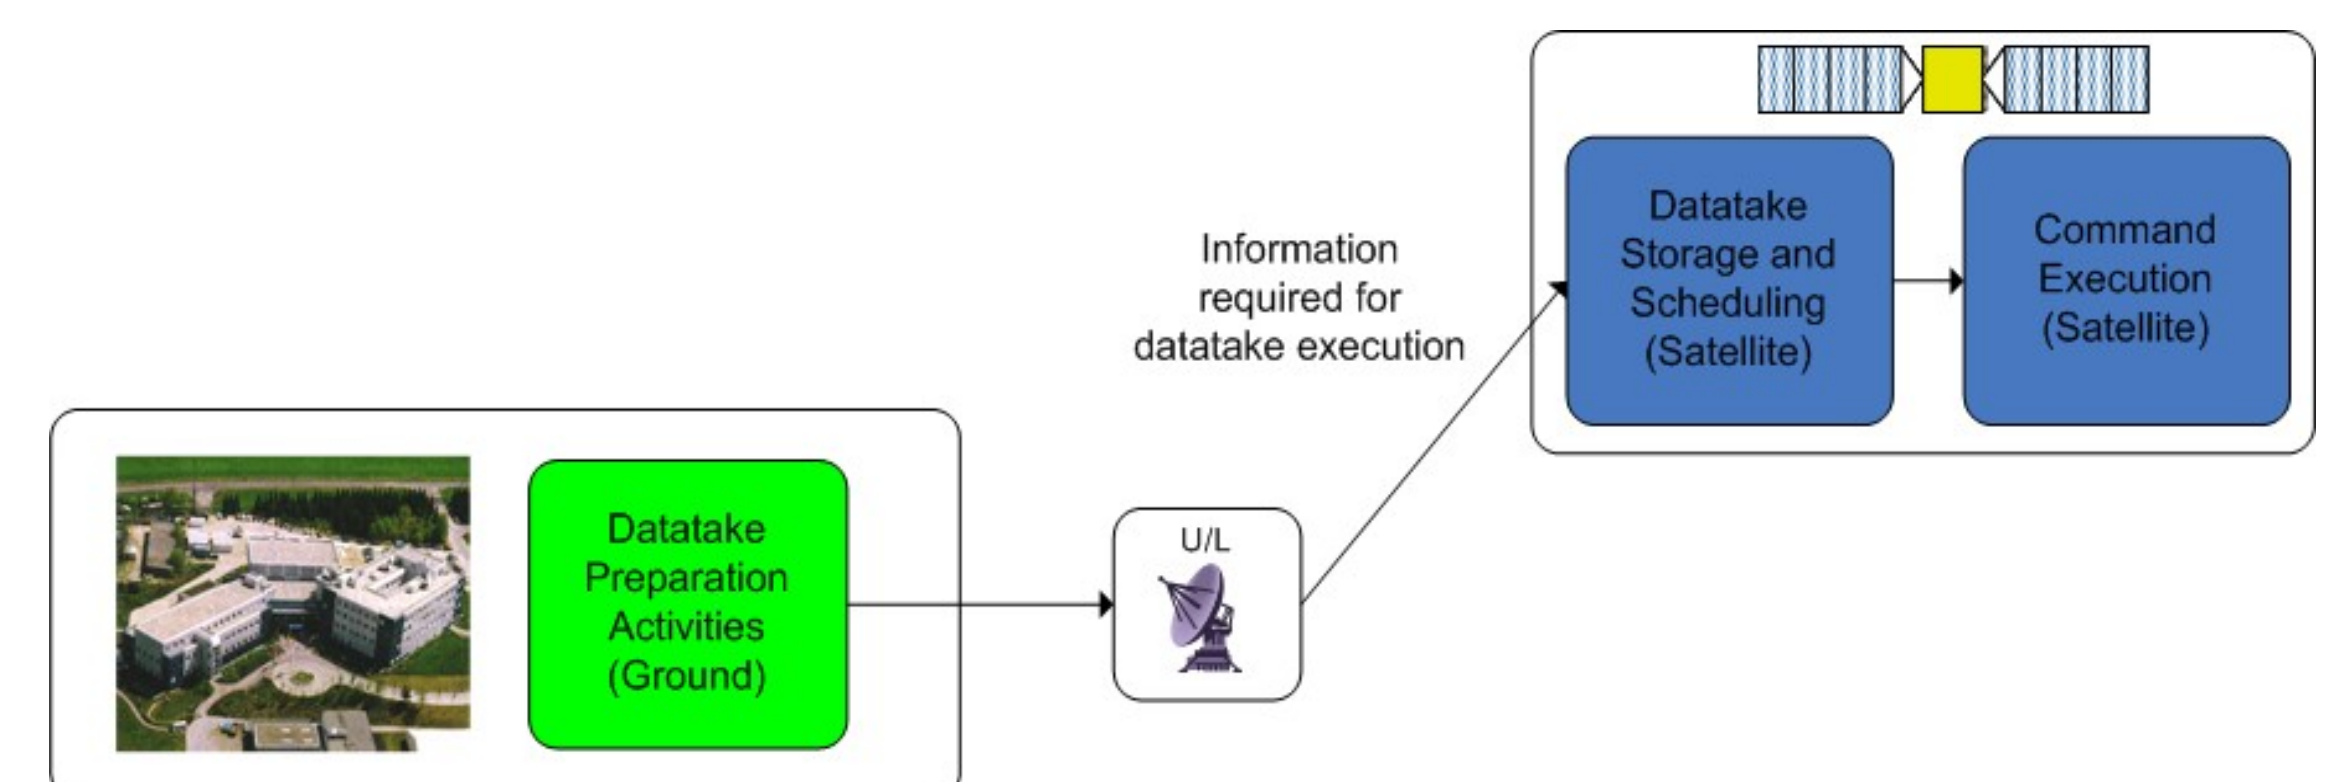 Datatake
Preparation
Activities
(Ground)
U/L
Information
required for
datatake execution
Datatake
Storage and
Scheduling
(Satellite)
Command
Execution
(Satellite)